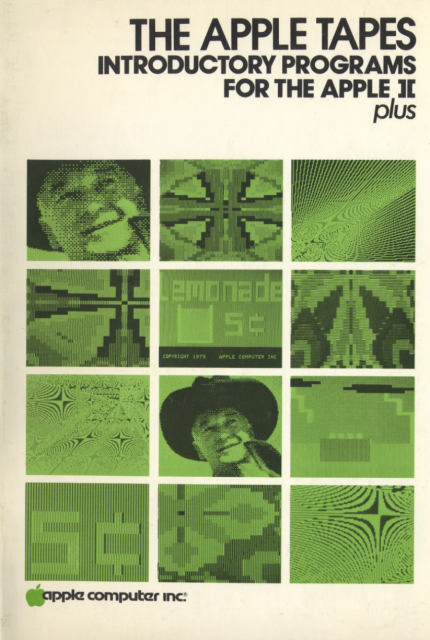 THE APPLE TAPES
INTRODUCTORY PROGRAMS
FOR THE APPLE ][
plus
Lemonade
5¢
COPYRIGHT 1979 APPLE COMPUTER INC
5¢
apple computer inc.®